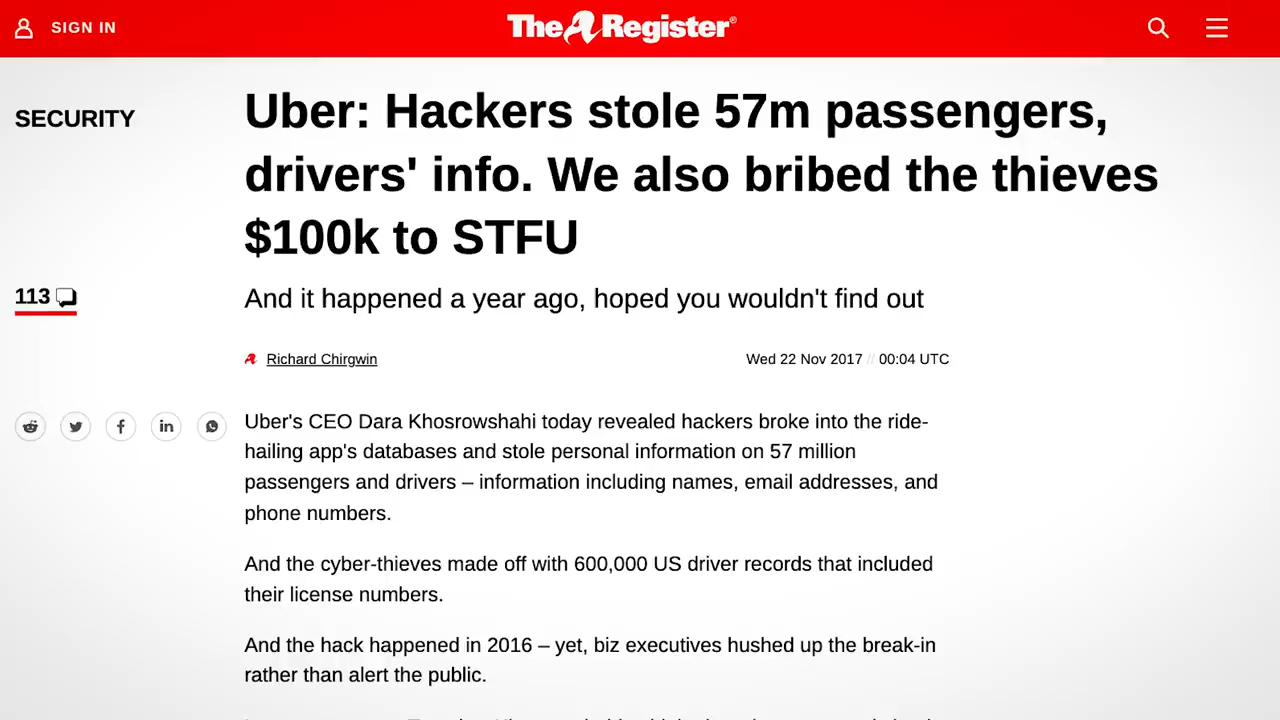 SIGN IN
The Register®
SECURITY
Uber: Hackers stole 57m passengers,
drivers' info. We also bribed the thieves
$100k to STFU
113
And it happened a year ago, hoped you wouldn't find out
Richard Chirgwin
Wed 22 Nov 2017 // 00:04 UTC
Uber's CEO Dara Khosrowshahi today revealed hackers broke into the ride-
hailing app's databases and stole personal information on 57 million
passengers and drivers – information including names, email addresses, and
phone numbers.
And the cyber-thieves made off with 600,000 US driver records that included
their license numbers.
And the hack happened in 2016 – yet, biz executives hushed up the break-in
rather than alert the public.